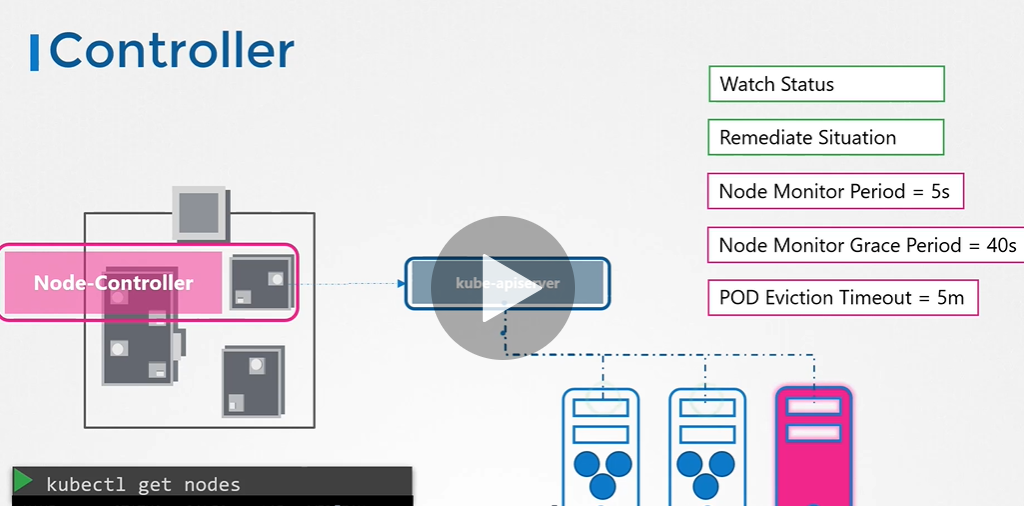 Controller
Watch Status
Remediate Situation
Node Monitor Period = 5s
Node Monitor Grace Period = 40s
POD Eviction Timeout = 5m
Node-Controller
kube-apiserver
kubectl get nodes